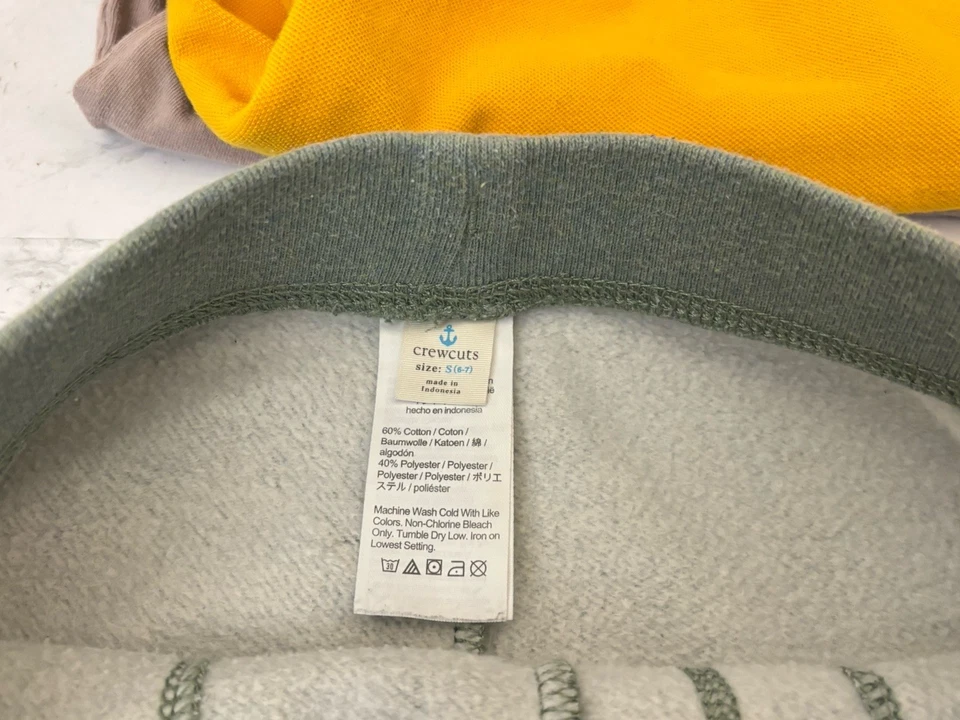 crewcuts
size: S (6-7)
made in
Indonesia
hecho en indonesia
60% Cotton / Coton /
Baumwolle / Katoen / 綿 /
algodón
40% Polyester / Polyester /
Polyester / Polyester / ポリエ
ステル / poliéster
Machine Wash Cold With Like
Colors. Non-Chlorine Bleach
Only. Tumble Dry Low. Iron on
Lowest Setting.
30